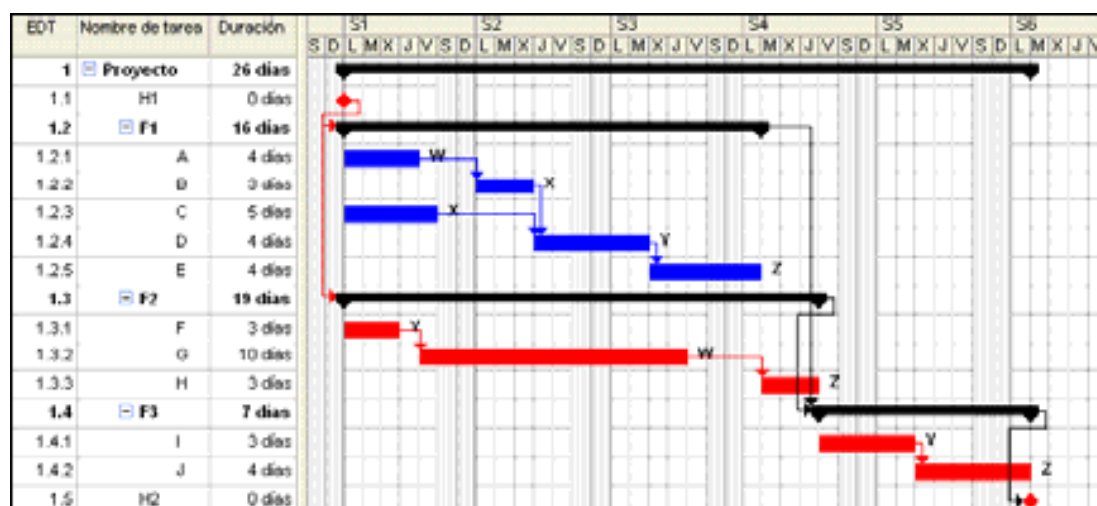 EDT Nombre de tarea Duración S1 S2 S3 S4 S5 S6
S D L M X J V S D L M X J V S D L M X J V S D L M X J V S D L M X J V S D L M X J V
1 Proyecto 26 días
1.1 H1 0 días
1.2 F1 16 días
1.2.1 A 4 días W
1.2.2 B 3 días X
1.2.3 C 5 días X
1.2.4 D 4 días Y
1.2.5 E 4 días Z
1.3 F2 19 días
1.3.1 F 3 días Y
1.3.2 G 10 días W
1.3.3 H 3 días Z
1.4 F3 7 días
1.4.1 I 3 días Y
1.4.2 J 4 días Z
1.5 H2 0 días